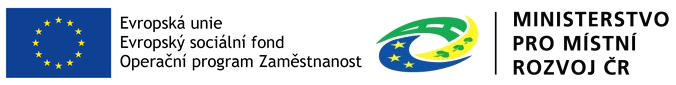 Evropská unie
Evropský sociální fond
Operační program Zaměstnanost
MINISTERSTVO
PRO MÍSTNÍ
ROZVOJ ČR